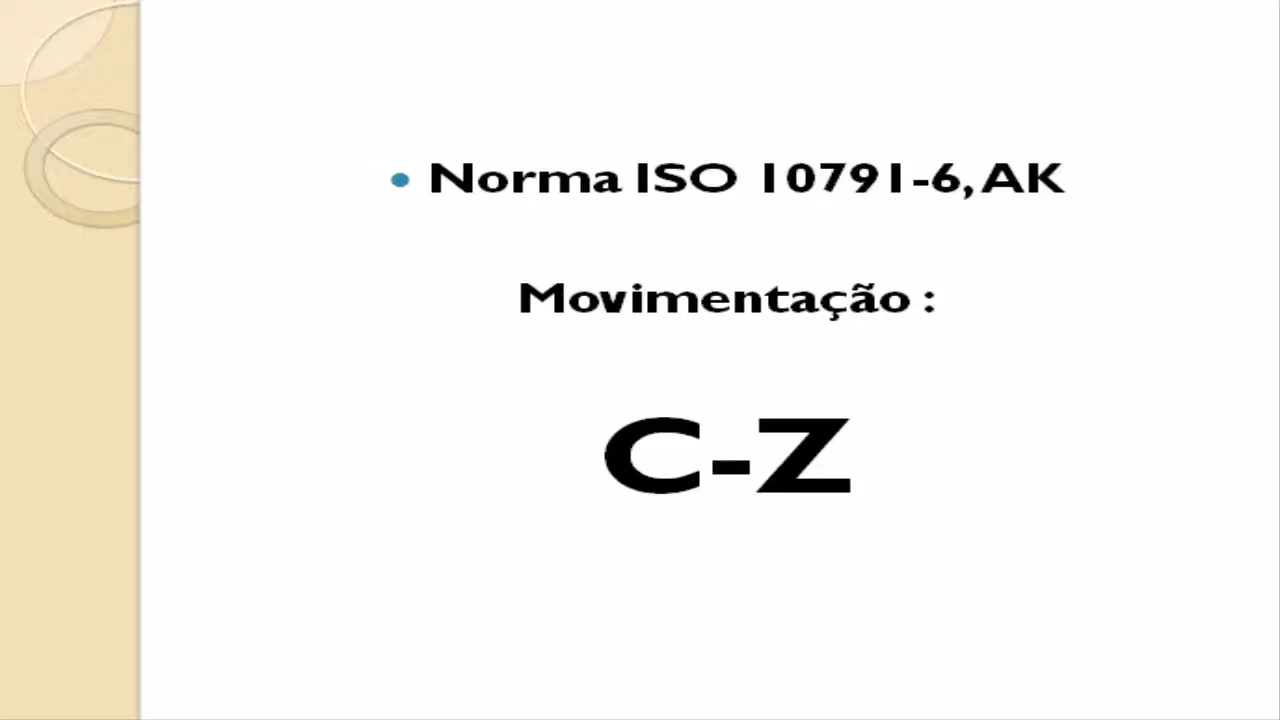 • Norma ISO 10791-6, AK
Movimentação :
C-Z